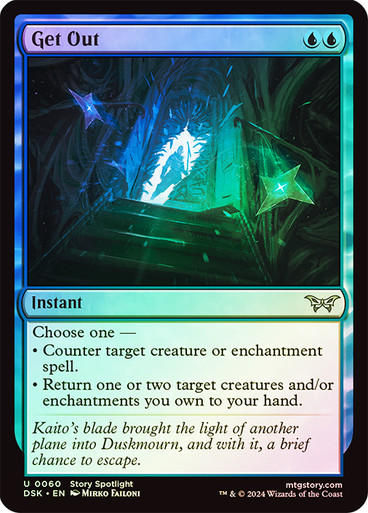 Get Out
Instant
Choose one —
• Counter target creature or enchantment
spell.
• Return one or two target creatures and/or
enchantments you own to your hand.
Kaito's blade brought the light of another
plane into Duskmourn, and with it, a brief
chance to escape.
U 0060 Story Spotlight mtgstory.com
DSK • EN Mirko Failoni ™ & © 2024 Wizards of the Coast